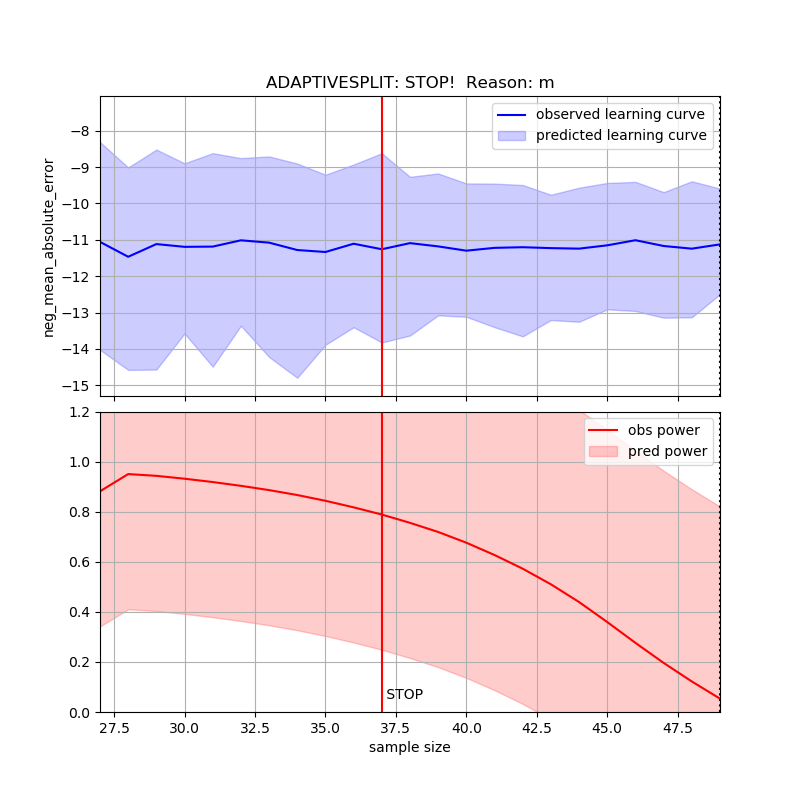 ADAPTIVESPLIT: STOP!  Reason: m
observed learning curve
predicted learning curve
neg_mean_absolute_error
−8
−9
−10
−11
−12
−13
−14
−15
obs power
pred power
1.2
1.0
0.8
0.6
0.4
0.2
0.0
STOP
27.5 30.0 32.5 35.0 37.5 40.0 42.5 45.0 47.5
sample size